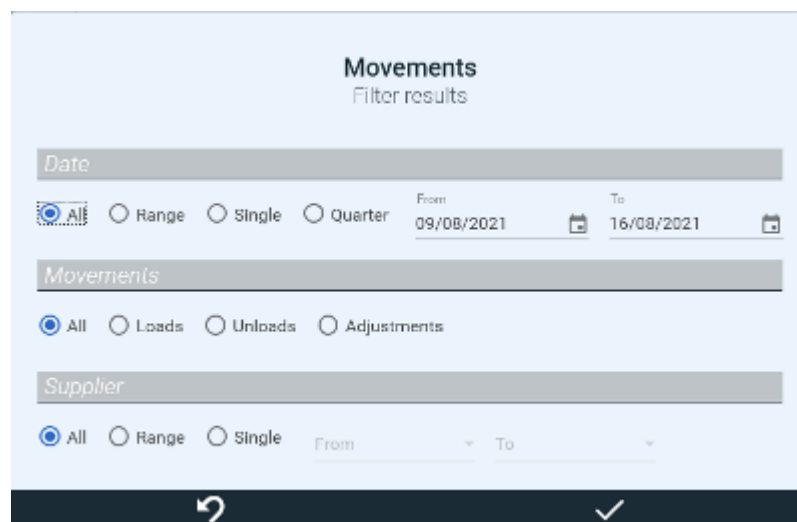 Movements
Filter results
Date
All Range Single Quarter From 09/08/2021 To 16/08/2021
Movements
All Loads Unloads Adjustments
Supplier
All Range Single From To